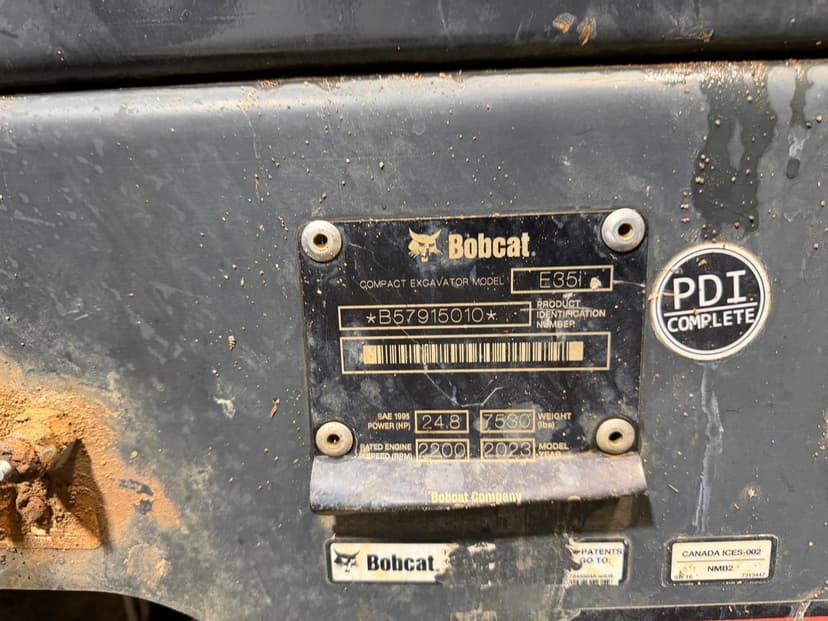 Bobcat®
COMPACT EXCAVATOR MODEL E35i
*B57915010* PRODUCT IDENTIFICATION NUMBER
SAE 1995 POWER (HP) 24.8 7530 WEIGHT (lbs)
RATED ENGINE SPEED (RPM) 2200 2023 MODEL YEAR
Bobcat Company
PDI
COMPLETE
Bobcat.
PATENTS
GO TO:
CANADA ICES-002
NMB2
7319447